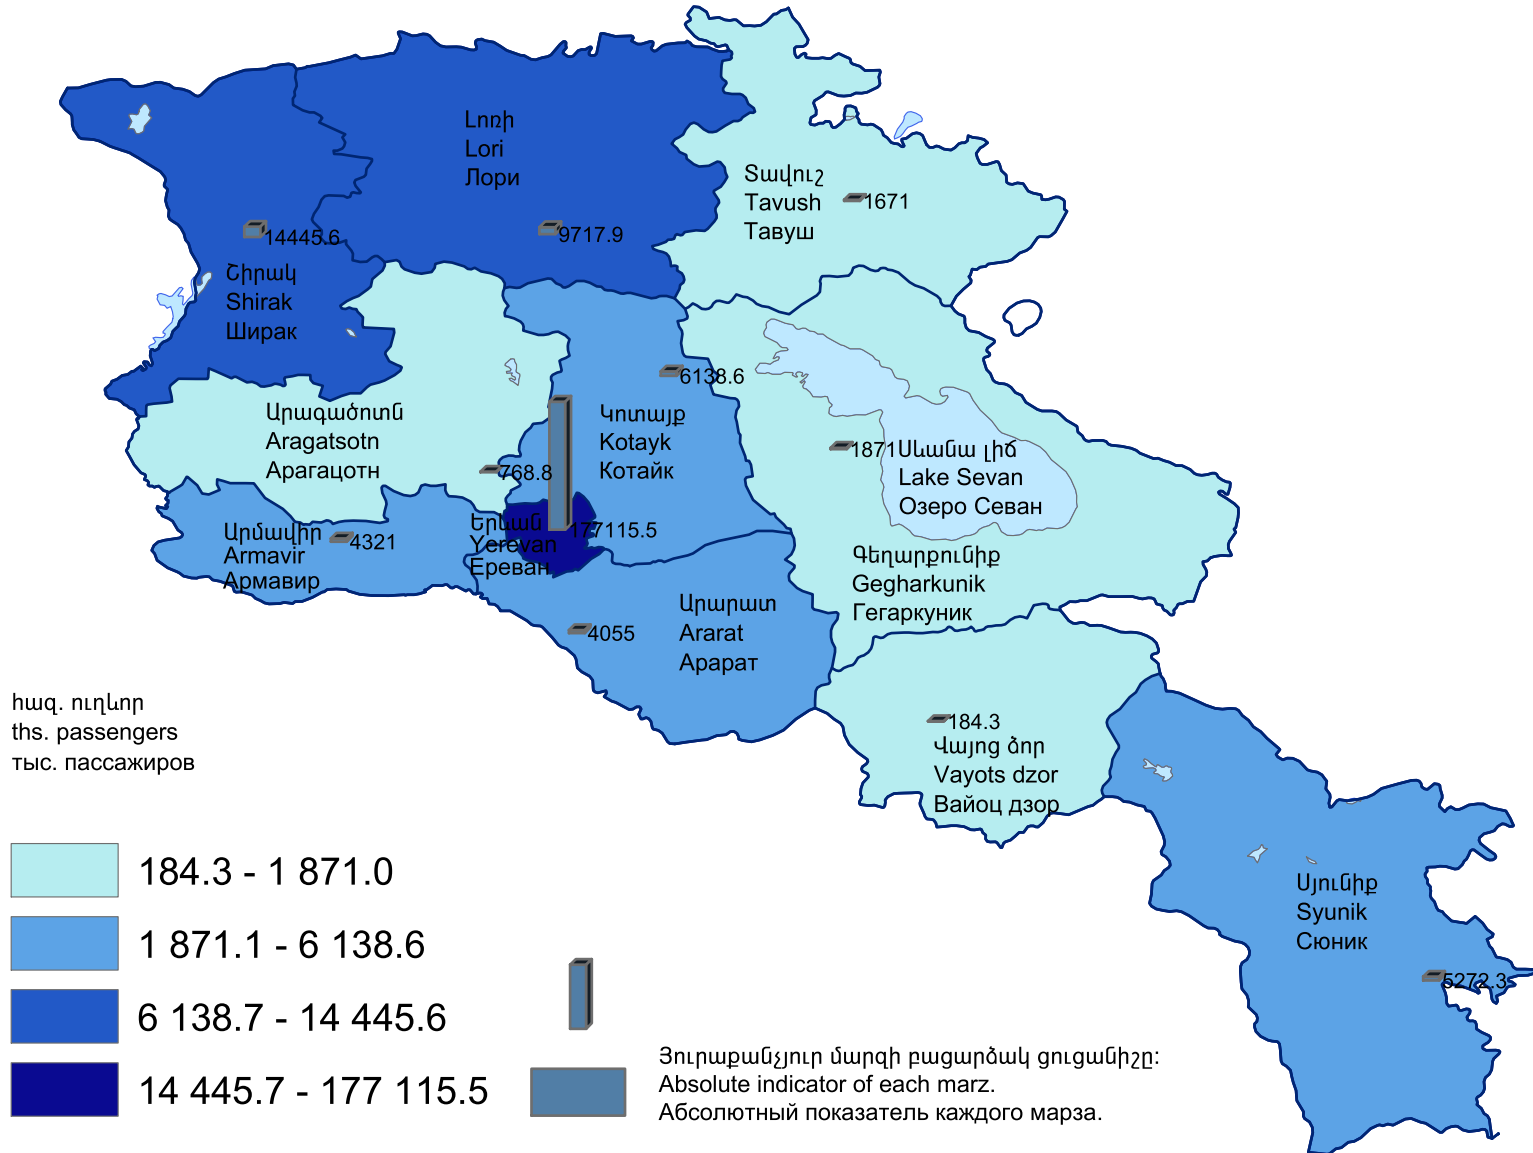 Լոռի
Lori
Лори
9717.9
Տավուշ
Tavush
Тавуш
1671
14445.6
Շիրակ
Shirak
Ширак
6138.6
Արագածոտն
Aragatsotn
Арагацотн
768.8
Կոտայք
Kotayk
Котайк
1871
Սևանա լիճ
Lake Sevan
Озеро Севан
Արմավիր
Armavir
Армавир
4321
Երևան
Yerevan
Ереван
177115.5
Գեղարքունիք
Gegharkunik
Гегаркуник
Արարատ
Ararat
Арарат
4055
184.3
Վայոց ձոր
Vayots dzor
Вайоц дзор
Սյունիք
Syunik
Сюник
5272.3
հազ. ուղևոր
ths. passengers
тыс. пассажиров
184.3 - 1 871.0
1 871.1 - 6 138.6
6 138.7 - 14 445.6
14 445.7 - 177 115.5
Յուրաքանչյուր մարզի բացարձակ ցուցանիշը:
Absolute indicator of each marz.
Абсолютный показатель каждого марза.